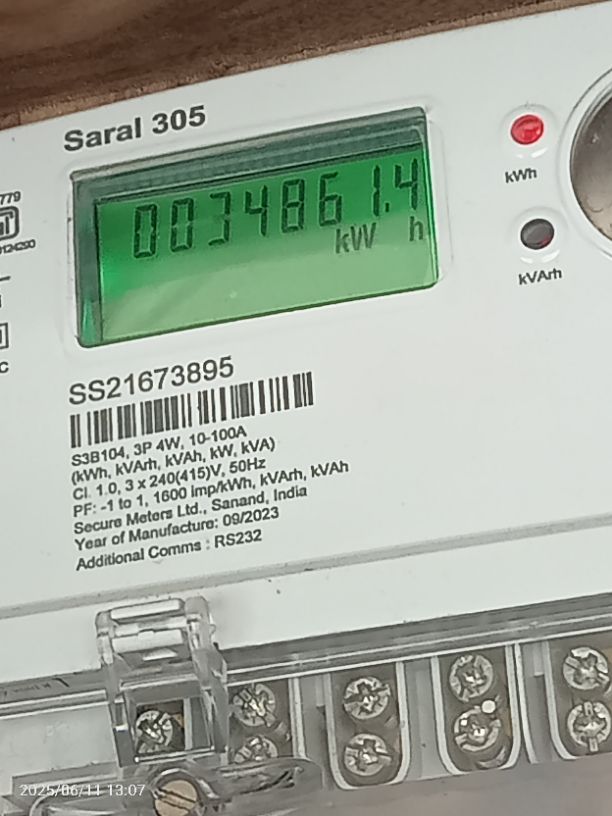 Saral 305
779
0034861.4
kW h
kWh
kVArh
SS21673895
S3B104, 3P 4W, 10-100A
(kWh, kVArh, kVAh, kW, kVA)
Cl. 1.0, 3 x 240(415)V, 50Hz
PF: -1 to 1, 1600 imp/kWh, kVArh, kVAh
Secure Meters Ltd., Sanand, India
Year of Manufacture: 09/2023
Additional Comms : RS232
2025/06/11 13:07